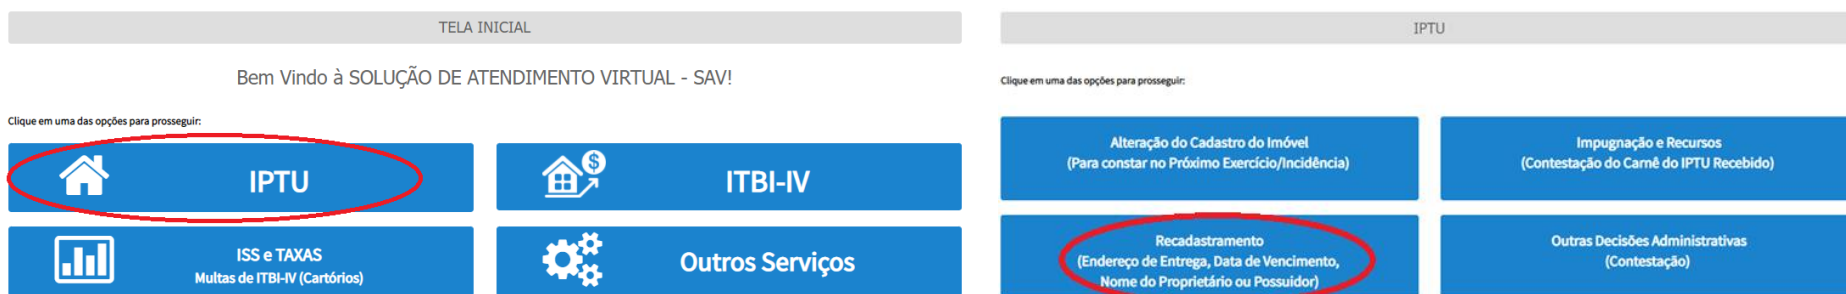 TELA INICIAL
Bem Vindo à SOLUÇÃO DE ATENDIMENTO VIRTUAL - SAV!
Clique em uma das opções para prosseguir:
IPTU
ITBI-IV
ISS e TAXAS
Multas de ITBI-IV (Cartórios)
Outros Serviços
IPTU
Clique em uma das opções para prosseguir:
Alteração do Cadastro do Imóvel
(Para constar no Próximo Exercício/Incidência)
Impugnação e Recursos
(Contestação do Carnê do IPTU Recebido)
Recadastramento
(Endereço de Entrega, Data de Vencimento,
Nome do Proprietário ou Possuidor)
Outras Decisões Administrativas
(Contestação)